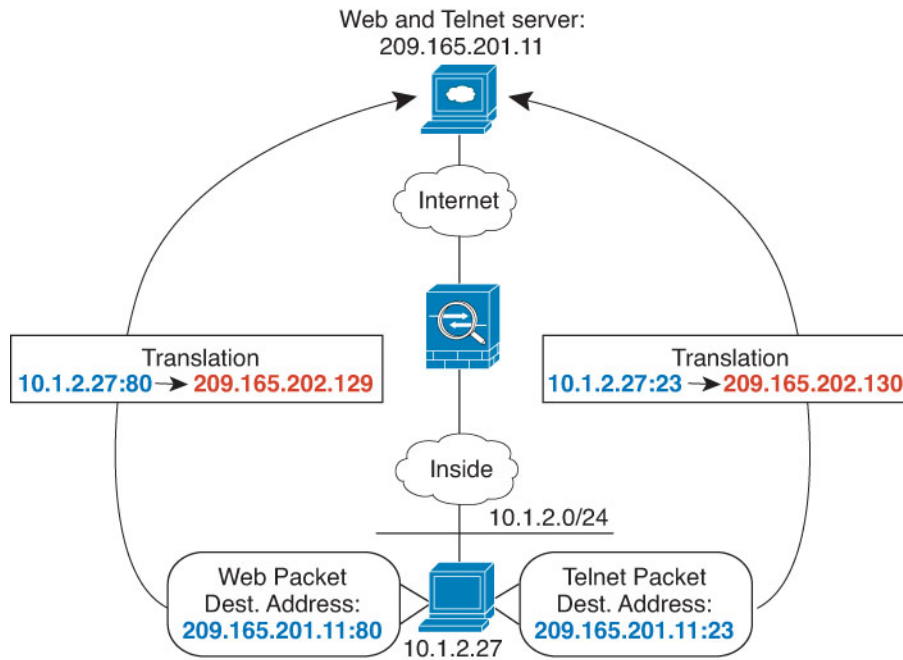 Web and Telnet server:
209.165.201.11
Internet
Translation
10.1.2.27:80 → 209.165.202.129
Translation
10.1.2.27:23 → 209.165.202.130
Inside
10.1.2.0/24
Web Packet
Dest. Address:
209.165.201.11:80
Telnet Packet
Dest. Address:
209.165.201.11:23
10.1.2.27